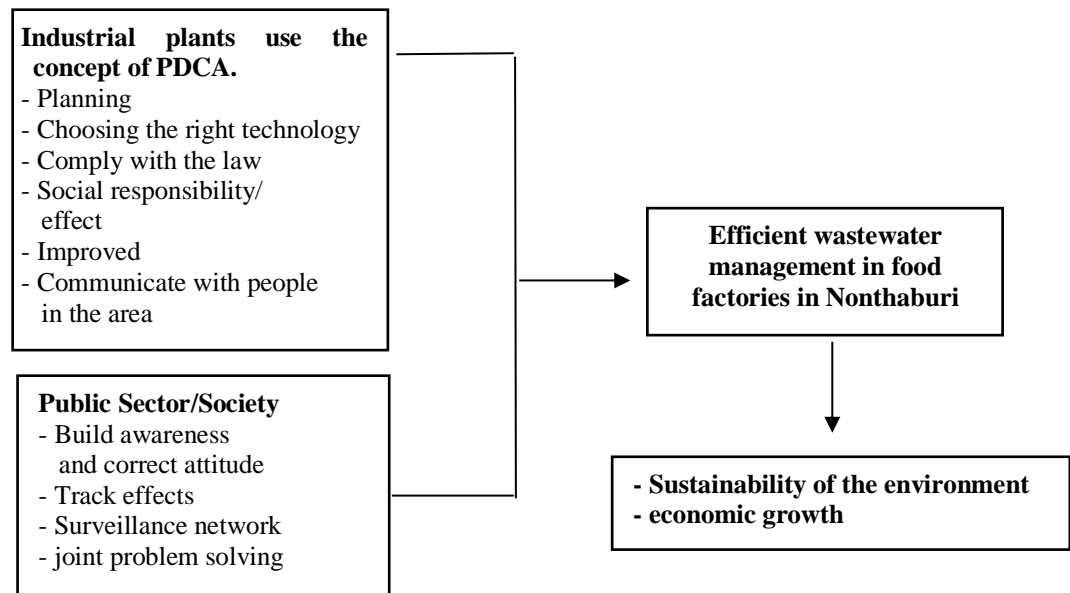 Industrial plants use the
concept of PDCA.
- Planning
- Choosing the right technology
- Comply with the law
- Social responsibility/
effect
- Improved
- Communicate with people
in the area
Public Sector/Society
- Build awareness
and correct attitude
- Track effects
- Surveillance network
- joint problem solving
Efficient wastewater
management in food
factories in Nonthaburi
- Sustainability of the environment
- economic growth